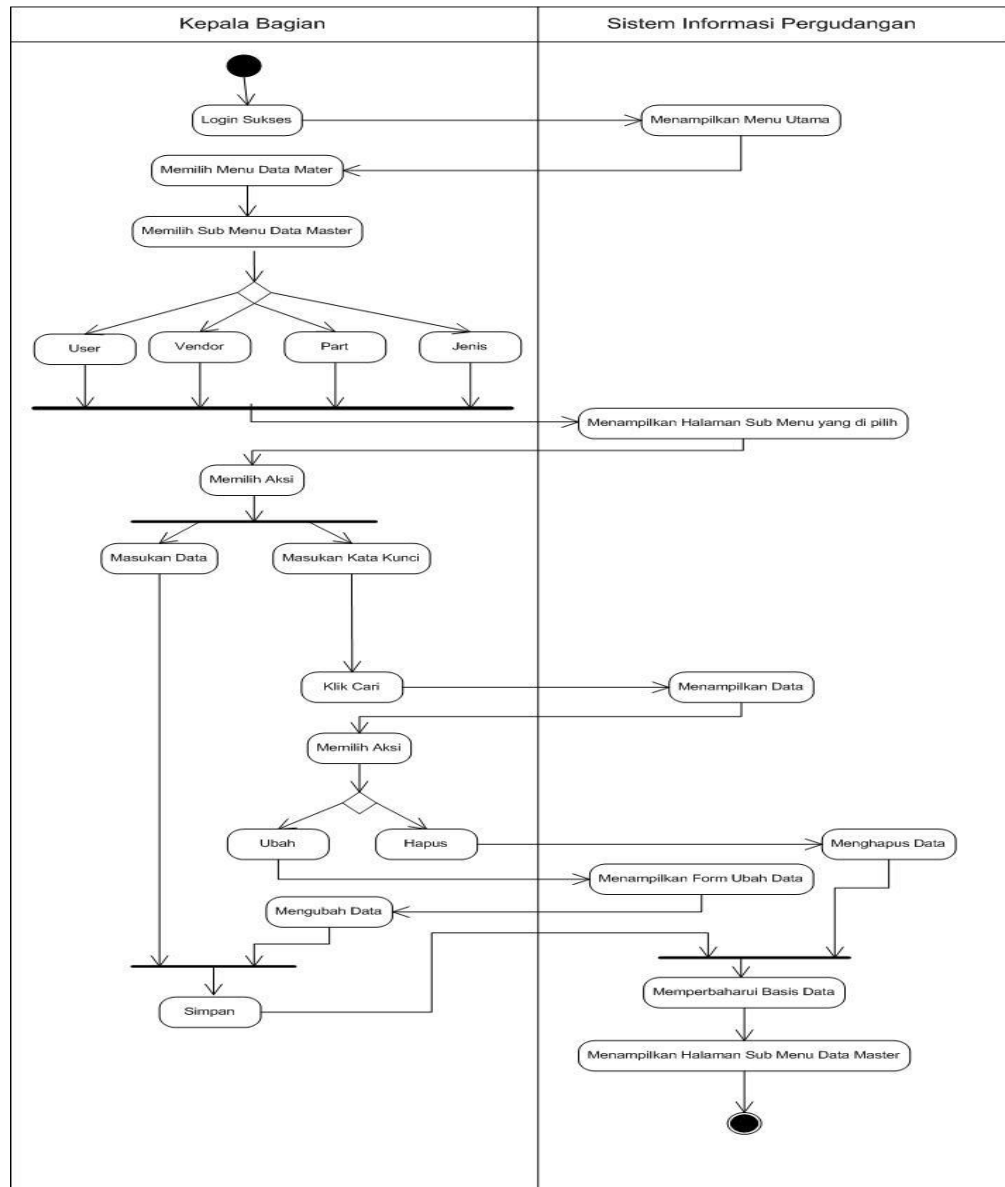 Kepala Bagian
Sistem Informasi Pergudangan
Login Sukses
Menampilkan Menu Utama
Memilih Menu Data Mater
Memilih Sub Menu Data Master
User
Vendor
Part
Jenis
Menampilkan Halaman Sub Menu yang di pilih
Memilih Aksi
Masukan Data
Masukan Kata Kunci
Klik Cari
Menampilkan Data
Memilih Aksi
Ubah
Hapus
Menghapus Data
Menampilkan Form Ubah Data
Mengubah Data
Simpan
Memperbaharui Basis Data
Menampilkan Halaman Sub Menu Data Master